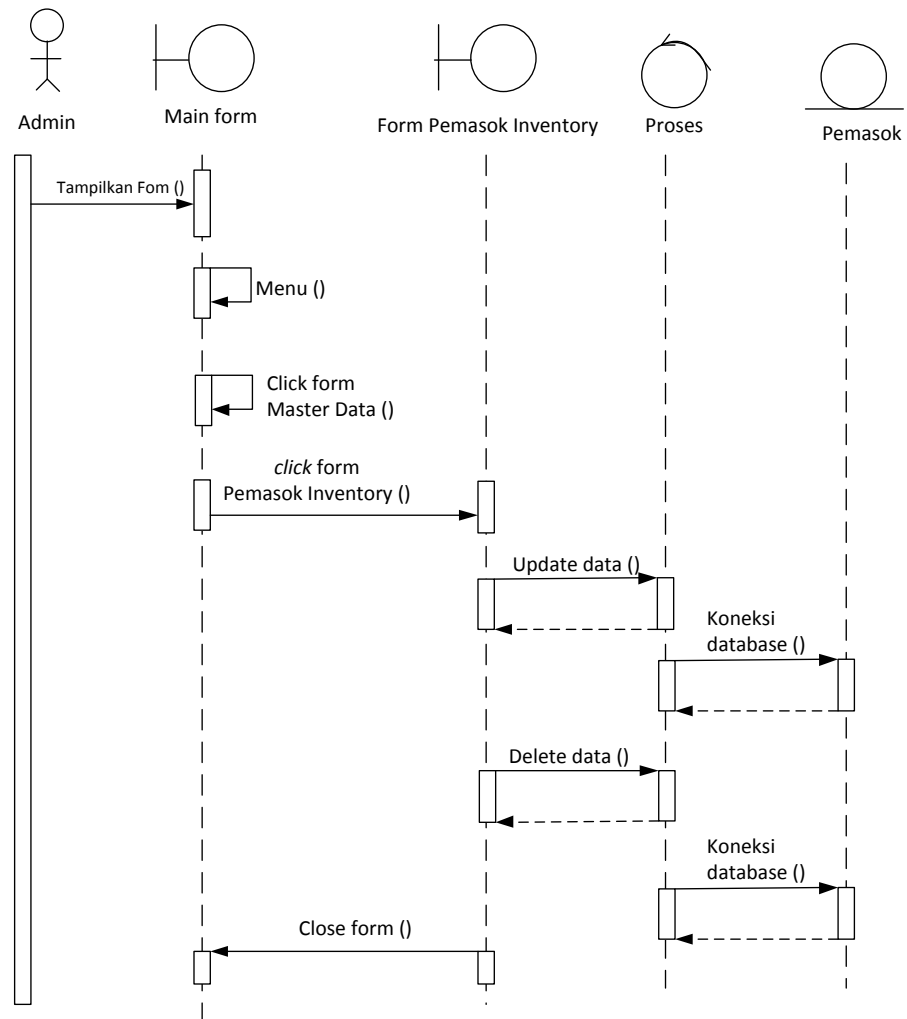 Admin
Main form
Form Pemasok Inventory
Proses
Pemasok
Tampilkan Fom ()
Menu ()
Click form
Master Data ()
click form
Pemasok Inventory ()
Update data ()
Koneksi
database ()
Delete data ()
Koneksi
database ()
Close form ()